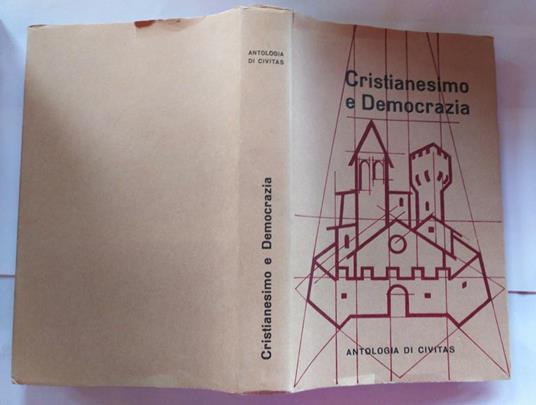 ANTOLOGIA
DI CIVITAS
Cristianesimo e Democrazia
Cristianesimo
e Democrazia
ANTOLOGIA DI CIVITAS